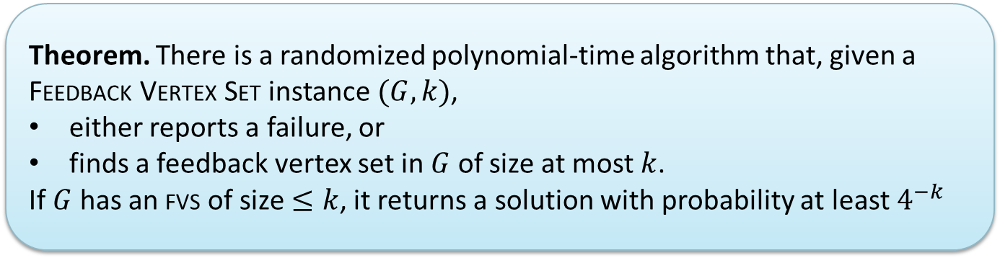 Theorem. There is a randomized polynomial-time algorithm that, given a
FEEDBACK VERTEX SET instance (G, k),
• either reports a failure, or
• finds a feedback vertex set in G of size at most k.
If G has an FVS of size ≤ k, it returns a solution with probability at least 4⁻ᵏ